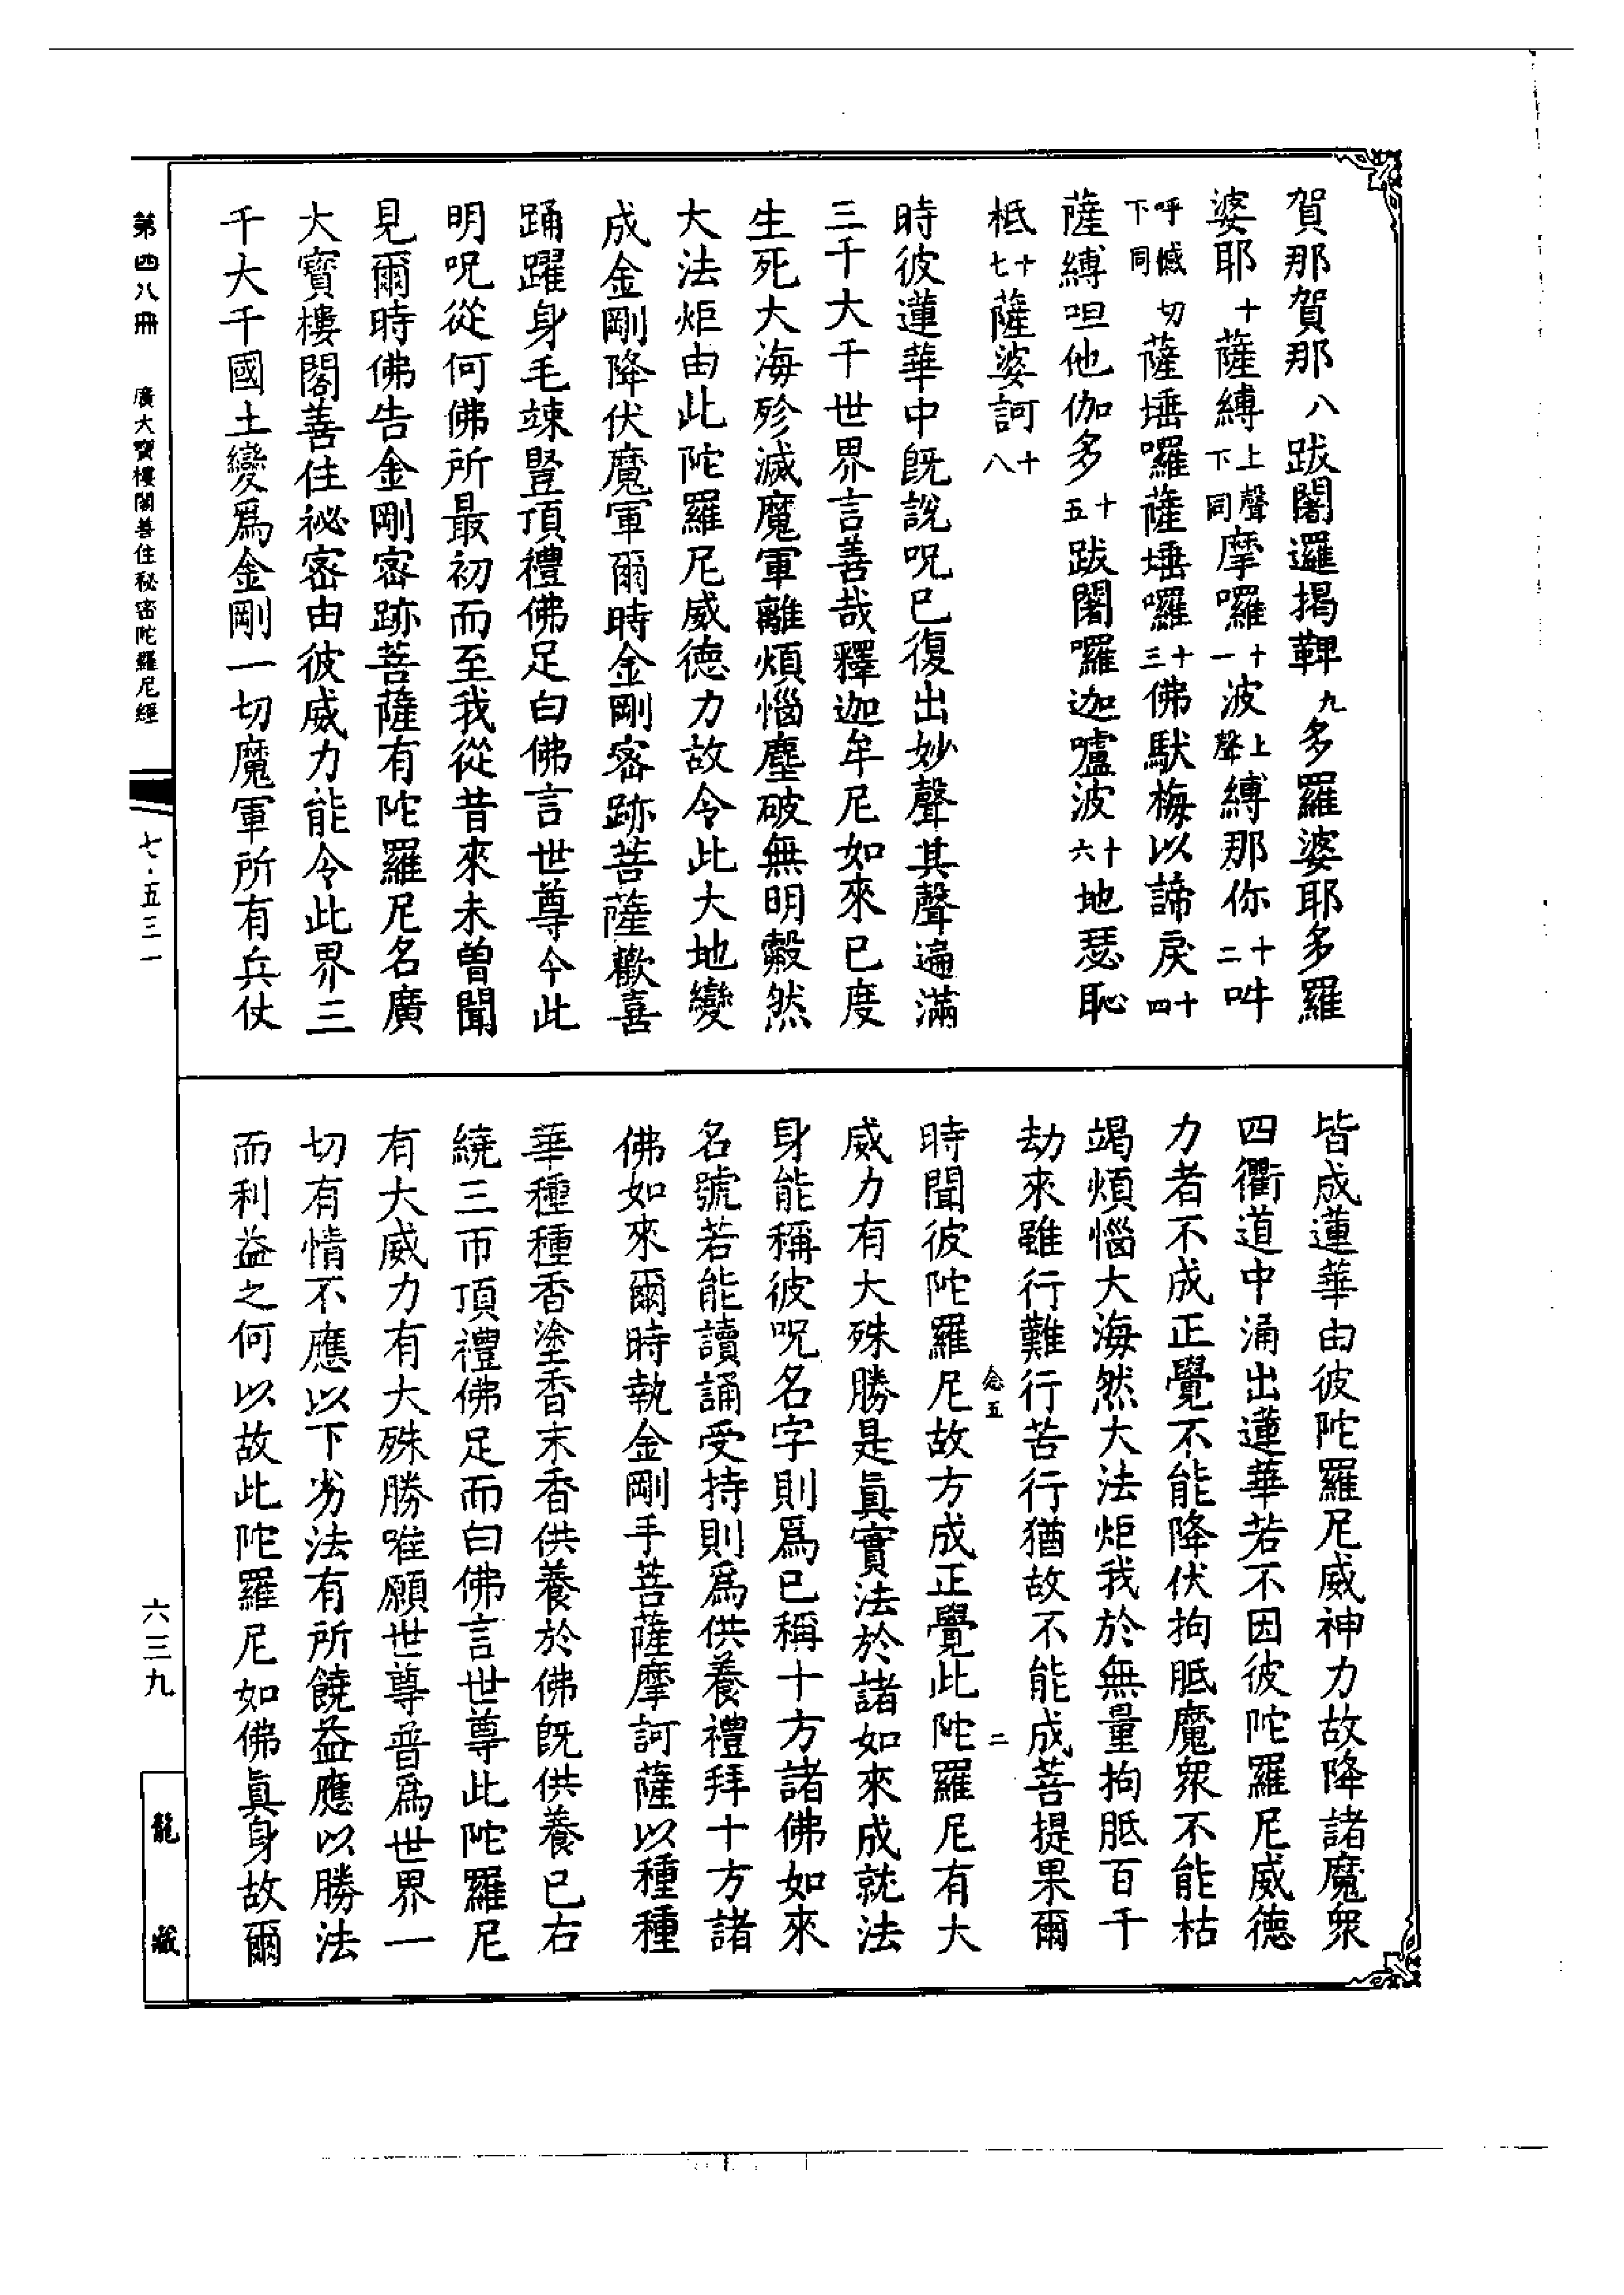 賀那賀那八跋闍邏揭鞞九多羅婆耶多羅
婆耶十薩縛上聲下同摩囉十一波上聲縛那你十二吽
呼憾切下同薩埵囉薩埵囉十三佛馱梅以諦戾十四
薩縛呾他伽多十五跋闍囉迦嚧波十六地瑟恥
柢十七薩婆訶十八
時彼蓮華中既說呪已復出妙聲其聲遍滿
三千大千世界言善哉釋迦牟尼如來已度
生死大海殄滅魔軍離煩惱塵破無明㲉然
大法炬由此陀羅尼威德力故令此大地變
成金剛降伏魔軍爾時金剛密跡菩薩歡喜
踊躍身毛竦豎頂禮佛足白佛言世尊今此
明呪從何佛所最初而至我從昔來未曾聞
見爾時佛告金剛密跡菩薩有陀羅尼名廣
大寶樓閣善住祕密由彼威力能令此界三
千大千國土變爲金剛一切魔軍所有兵仗
皆成蓮華由彼陀羅尼威神力故降諸魔衆
四衢道中涌出蓮華若不因彼陀羅尼威德
力者不成正覺不能降伏拘胝魔衆不能枯
竭煩惱大海然大法炬我於無量拘胝百千
劫來雖行難行苦行猶故不能成菩提果爾
念五 二
時聞彼陀羅尼故方成正覺此陀羅尼有大
威力有大殊勝是眞實法於諸如來成就法
身能稱彼呪名字則爲已稱十方諸佛如來
名號若能讀誦受持則爲供養禮拜十方諸
佛如來爾時執金剛手菩薩摩訶薩以種種
華種種香塗香末香供養於佛既供養已右
繞三帀頂禮佛足而白佛言世尊此陀羅尼
有大威力有大殊勝唯願世尊普爲世界一
切有情不應以下劣法有所饒益應以勝法
而利益之何以故此陀羅尼如佛眞身故爾
第四八冊 廣大寶樓閣善住秘密陀羅尼經
七·五三一
六三九
龍藏